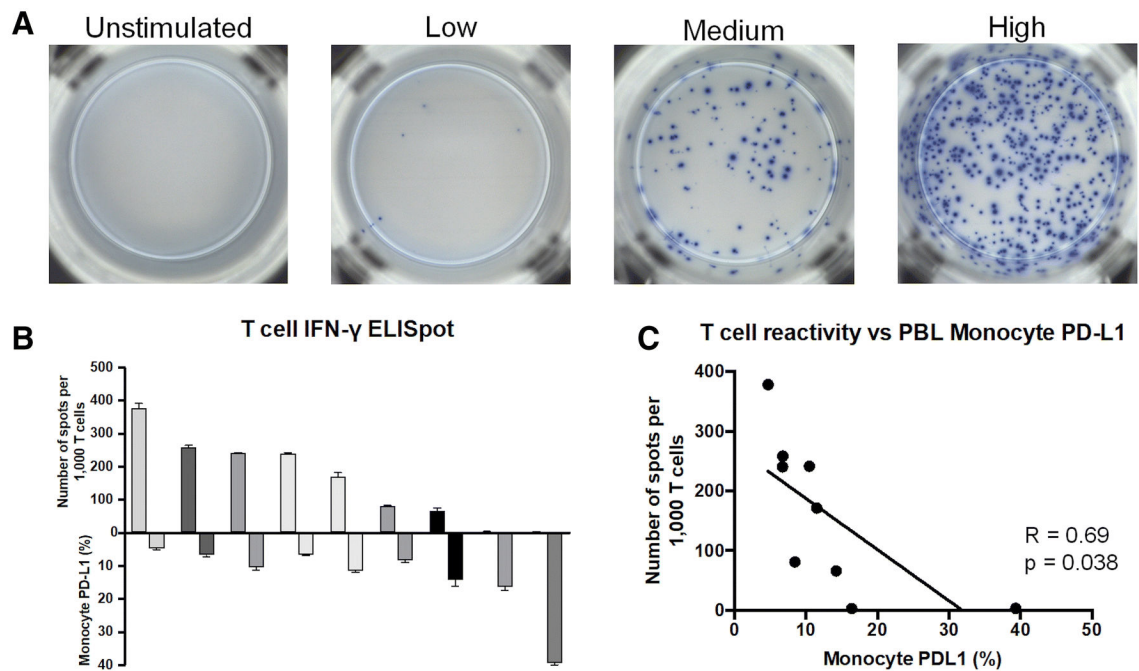 A
Unstimulated
Low
Medium
High
B
T cell IFN-γ ELISpot
Number of spots per
1,000 T cells
500
400
300
200
100
0
Monocyte PD-L1 (%)
10
20
30
40
C
T cell reactivity vs PBL Monocyte PD-L1
Number of spots per
1,000 T cells
400
300
200
100
0
R = 0.69
p = 0.038
0
10
20
30
40
50
Monocyte PDL1 (%)